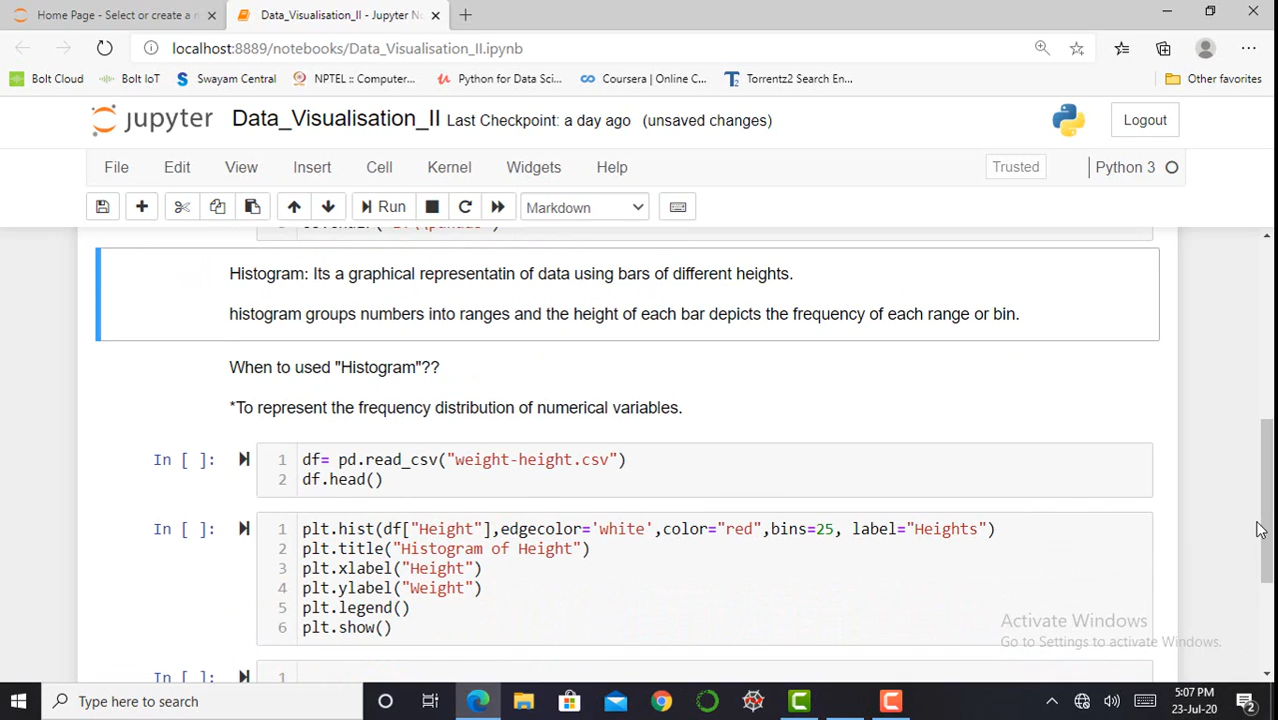 Home Page - Select or create a n
Data_Visualisation_II - Jupyter No
localhost:8889/notebooks/Data_Visualisation_II.ipynb
Bolt Cloud
Bolt IoT
Swayam Central
NPTEL :: Computer...
Python for Data Sci...
Coursera | Online C...
Torrentz2 Search En...
Other favorites
jupyter
Data_Visualisation_II Last Checkpoint: a day ago (unsaved changes)
Logout
File Edit View Insert Cell Kernel Widgets Help
Trusted
Python 3
Run
Markdown
Histogram: Its a graphical representatin of data using bars of different heights.
histogram groups numbers into ranges and the height of each bar depicts the frequency of each range or bin.
When to used "Histogram"??
*To represent the frequency distribution of numerical variables.
In [ ]:
1 df= pd.read_csv("weight-height.csv")
2 df.head()
In [ ]:
1 plt.hist(df["Height"],edgecolor='white',color="red",bins=25, label="Heights")
2 plt.title("Histogram of Height")
3 plt.xlabel("Height")
4 plt.ylabel("Weight")
5 plt.legend()
6 plt.show()
In [ ]:
1
Activate Windows
Go to Settings to activate Windows.
Type here to search
5:07 PM
23-Jul-20
2